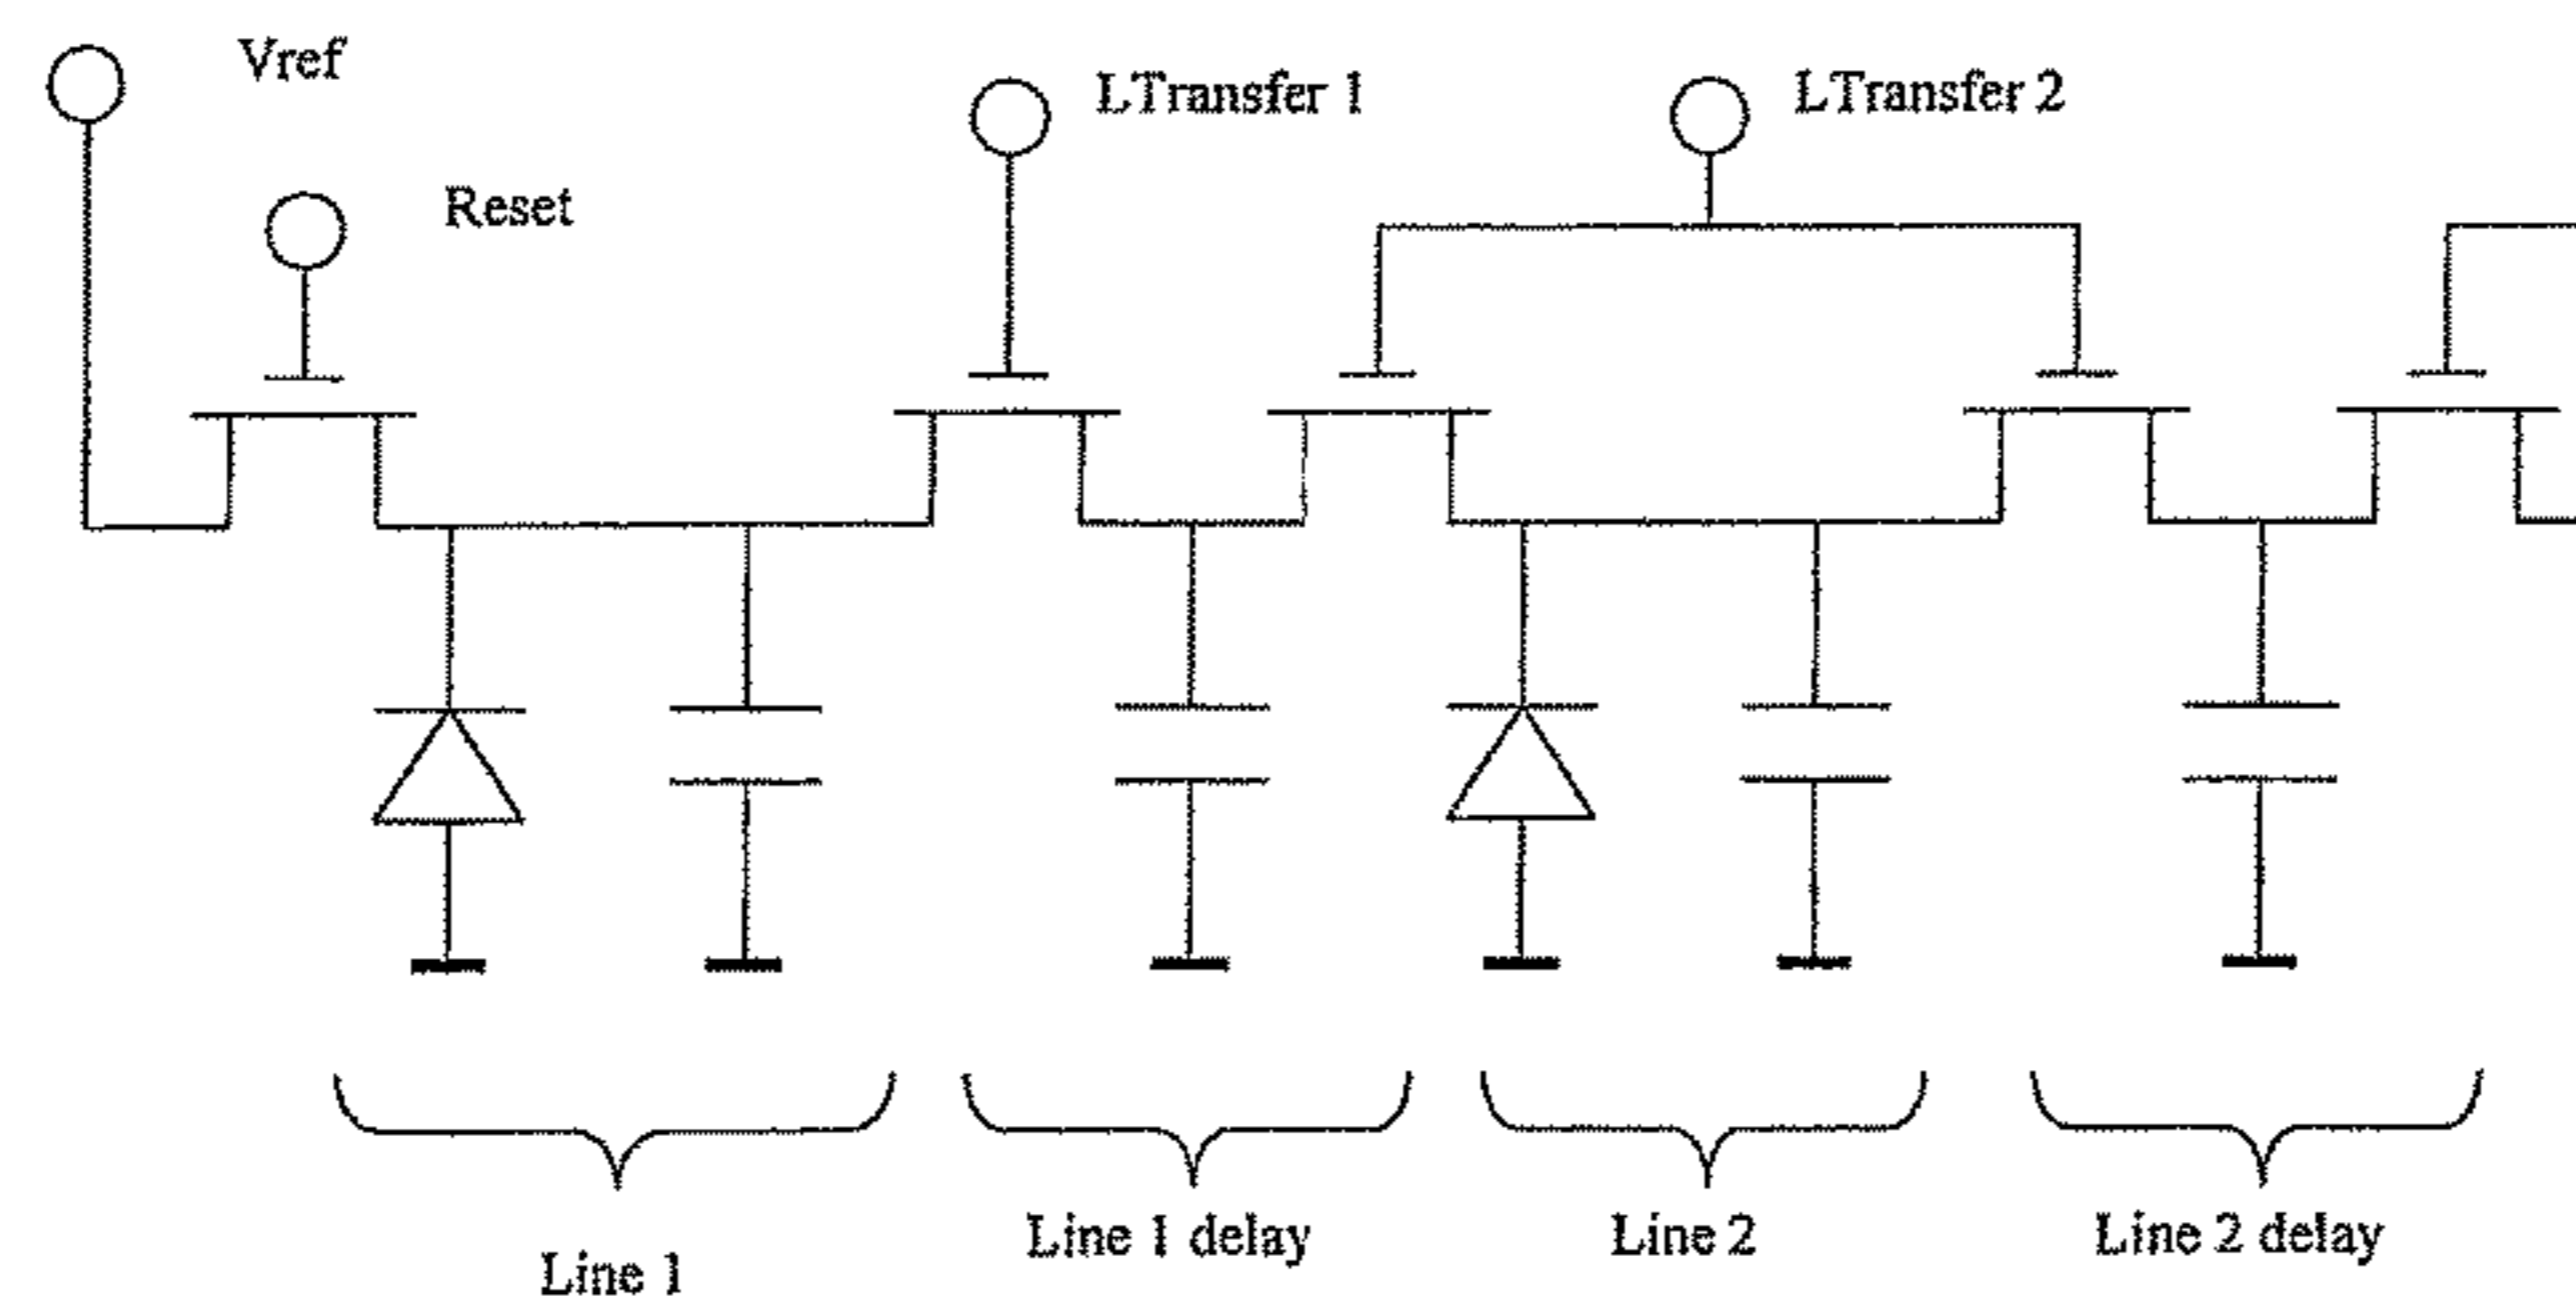 Vref
LTransfer 1
LTransfer 2
Reset
Line 1
Line 1 delay
Line 2
Line 2 delay